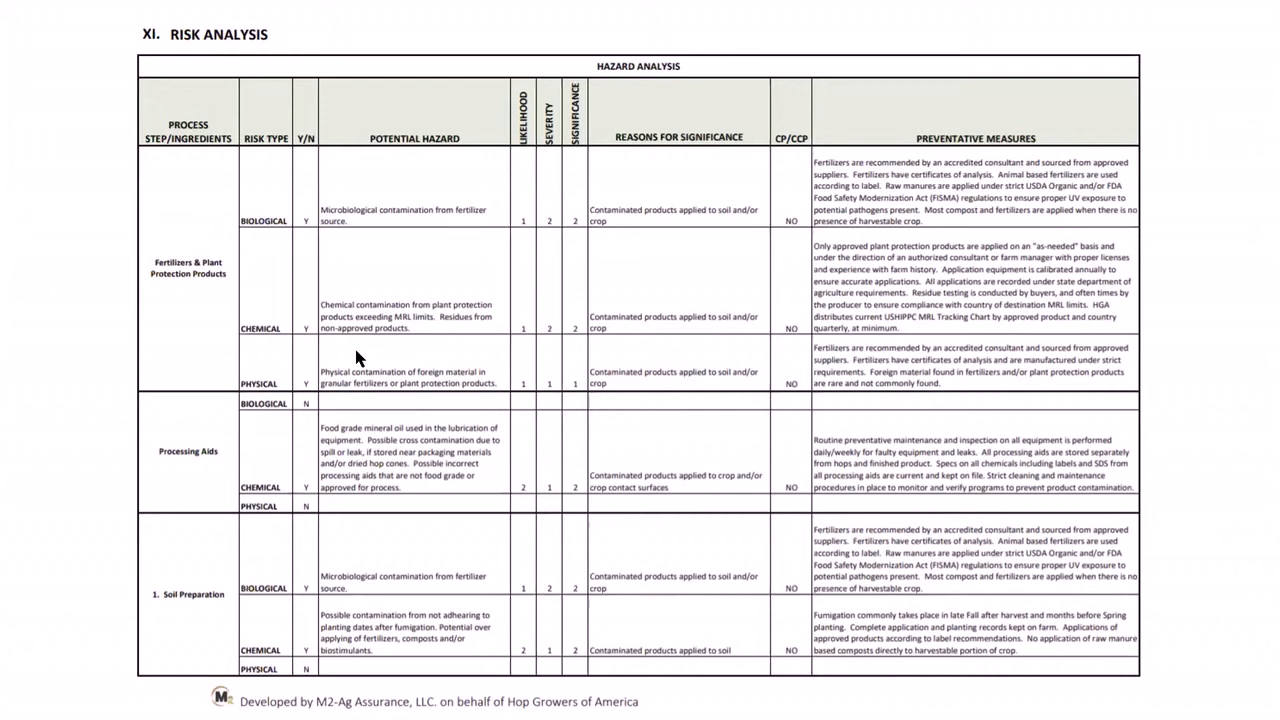 XI. RISK ANALYSIS
HAZARD ANALYSIS
PROCESS
STEP/INGREDIENTS
RISK TYPE
Y/N
POTENTIAL HAZARD
LIKELIHOOD
SEVERITY
SIGNIFICANCE
REASONS FOR SIGNIFICANCE
CP/CCP
PREVENTATIVE MEASURES
Fertilizers & Plant
Protection Products
BIOLOGICAL
Y
Microbiological contamination from fertilizer
source.
1
2
2
Contaminated products applied to soil and/or
crop
NO
Fertilizers are recommended by an accredited consultant and sourced from approved
suppliers. Fertilizers have certificates of analysis. Animal based fertilizers are used
according to label. Raw manures are applied under strict USDA Organic and/or FDA
Food Safety Modernization Act (FISMA) regulations to ensure proper UV exposure to
potential pathogens present. Most compost and fertilizers are applied when there is no
presence of harvestable crop.
CHEMICAL
Y
Chemical contamination from plant protection
products exceeding MRL limits. Residues from
non-approved products.
1
2
2
Contaminated products applied to soil and/or
crop
NO
Only approved plant protection products are applied on an "as-needed" basis and
under the direction of an authorized consultant or farm manager with proper licenses
and experience with farm history. Application equipment is calibrated annually to
ensure accurate applications. All applications are recorded under state department of
agriculture requirements. Residue testing is conducted by buyers, and often times by
the producer to ensure compliance with country of destination MRL limits. HGA
distributes current USHIPPC MRL Tracking Chart by approved product and country
quarterly, at minimum.
PHYSICAL
Y
Physical contamination of foreign material in
granular fertilizers or plant protection products.
1
1
1
Contaminated products applied to soil and/or
crop
NO
Fertilizers are recommended by an accredited consultant and sourced from approved
suppliers. Fertilizers have certificates of analysis and are manufactured under strict
requirements. Foreign material found in fertilizers and/or plant protection products
are rare and not commonly found.
Processing Aids
BIOLOGICAL
N
CHEMICAL
Y
Food grade mineral oil used in the lubrication of
equipment. Possible cross contamination due to
spill or leak, if stored near packaging materials
and/or dried hop cones. Possible incorrect
processing aids that are not food grade or
approved for process.
2
1
2
Contaminated products applied to crop and/or
crop contact surfaces
NO
Routine preventative maintenance and inspection on all equipment is performed
daily/weekly for faulty equipment and leaks. All processing aids are stored separately
from hops and finished product. Specs on all chemicals including labels and SDS from
all processing aids are current and kept on file. Strict cleaning and maintenance
procedures in place to monitor and verify programs to prevent product contamination.
PHYSICAL
N
1. Soil Preparation
BIOLOGICAL
Y
Microbiological contamination from fertilizer
source.
1
2
2
Contaminated products applied to soil and/or
crop
NO
Fertilizers are recommended by an accredited consultant and sourced from approved
suppliers. Fertilizers have certificates of analysis. Animal based fertilizers are used
according to label. Raw manures are applied under strict USDA Organic and/or FDA
Food Safety Modernization Act (FISMA) regulations to ensure proper UV exposure to
potential pathogens present. Most compost and fertilizers are applied when there is no
presence of harvestable crop.
CHEMICAL
Y
Possible contamination from not adhearing to
planting dates after fumigation. Potential over
applying of fertilizers, composts and/or
biostimulants.
2
1
2
Contaminated products applied to soil
NO
Fumigation commonly takes place in late Fall after harvest and months before Spring
planting. Complete application and planting records kept on farm. Applications of
approved products according to label recommendations. No application of raw manure
based composts directly to harvestable portion of crop.
PHYSICAL
N
M2
Developed by M2-Ag Assurance, LLC. on behalf of Hop Growers of America